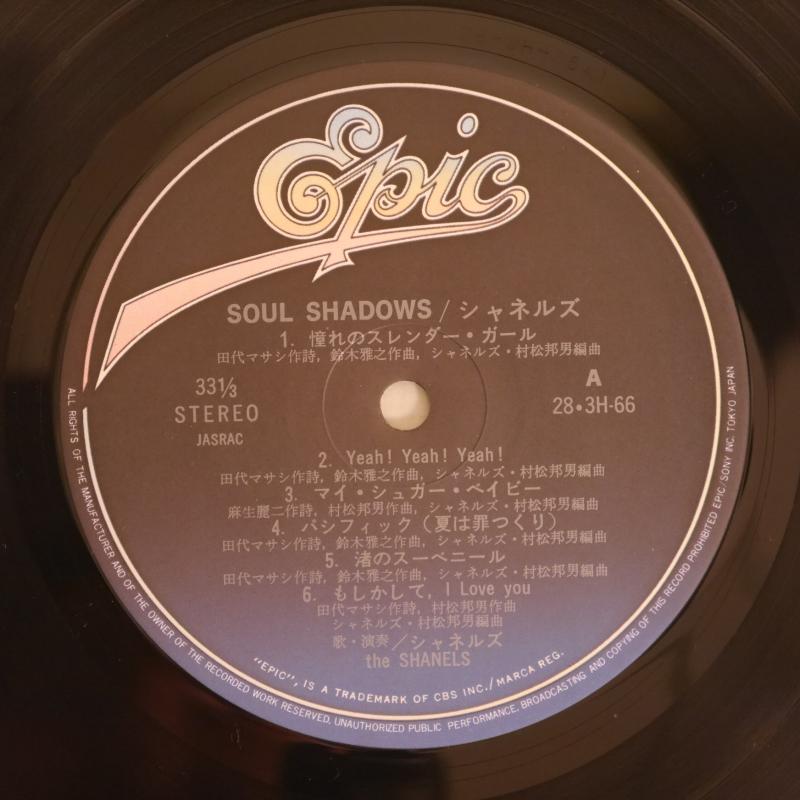 Epic
SOUL SHADOWS/シャネルズ
1. 憧れのスレンダー・ガール
田代マサシ作詩, 鈴木雅之作曲, シャネルズ・村松邦男編曲
33⅓
STEREO
JASRAC
A
28・3H-66
2. Yeah! Yeah! Yeah!
田代マサシ作詩, 鈴木雅之作曲, シャネルズ・村松邦男編曲
3. マイ・シュガー・ベイビー
麻生麗二作詩, 村松邦男作曲, シャネルズ・村松邦男編曲
4. パシフィック(夏は罪つくり)
田代マサシ作詩, 鈴木雅之作曲, シャネルズ・村松邦男編曲
5. 渚のスーベニール
田代マサシ作詩, 鈴木雅之作曲, シャネルズ・村松邦男編曲
6. もしかして, I Love you
田代マサシ作詩, 村松邦男作曲
シャネルズ・村松邦男編曲
歌・演奏/シャネルズ
the SHANELS
"EPIC", IS A TRADEMARK OF CBS INC./MARCA REG.
ALL RIGHTS OF THE MANUFACTURER AND OF THE OWNER OF THE RECORDED WORK RESERVED. UNAUTHORIZED PUBLIC PERFORMANCE, BROADCASTING AND COPYING OF THIS RECORD PROHIBITED EPIC/SONY INC. TOKYO JAPAN